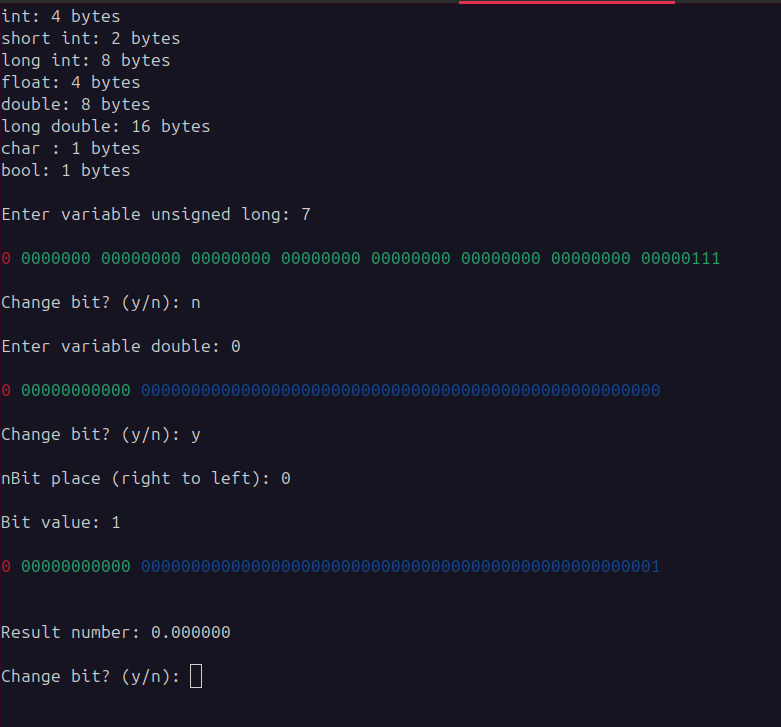 int: 4 bytes
short int: 2 bytes
long int: 8 bytes
float: 4 bytes
double: 8 bytes
long double: 16 bytes
char : 1 bytes
bool: 1 bytes
Enter variable unsigned long: 7
0 0000000 00000000 00000000 00000000 00000000 00000000 00000000 00000111
Change bit? (y/n): n
Enter variable double: 0
0 00000000000 0000000000000000000000000000000000000000000000000000
Change bit? (y/n): y
nBit place (right to left): 0
Bit value: 1
0 00000000000 0000000000000000000000000000000000000000000000000001
Result number: 0.000000
Change bit? (y/n):